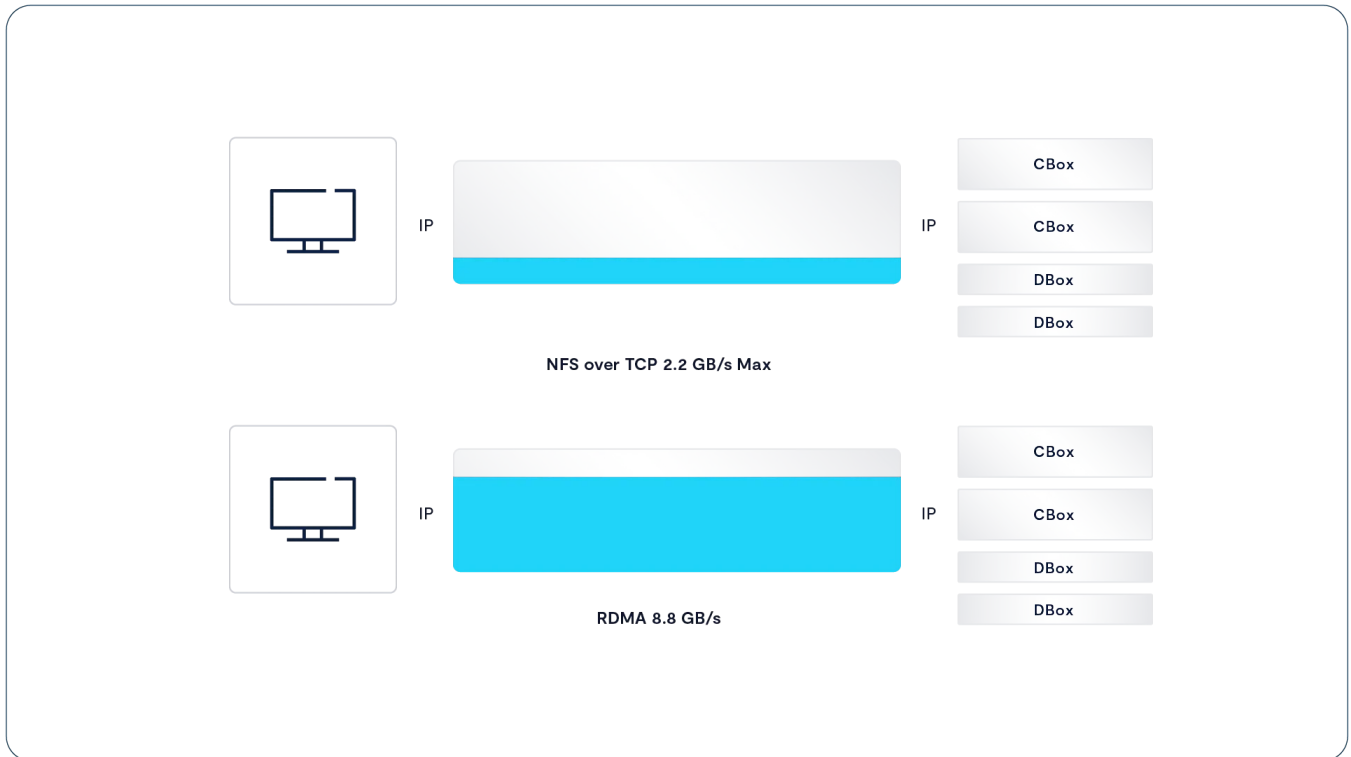 IP
IP
CBox
CBox
DBox
DBox
NFS over TCP 2.2 GB/s Max
IP
IP
CBox
CBox
DBox
DBox
RDMA 8.8 GB/s